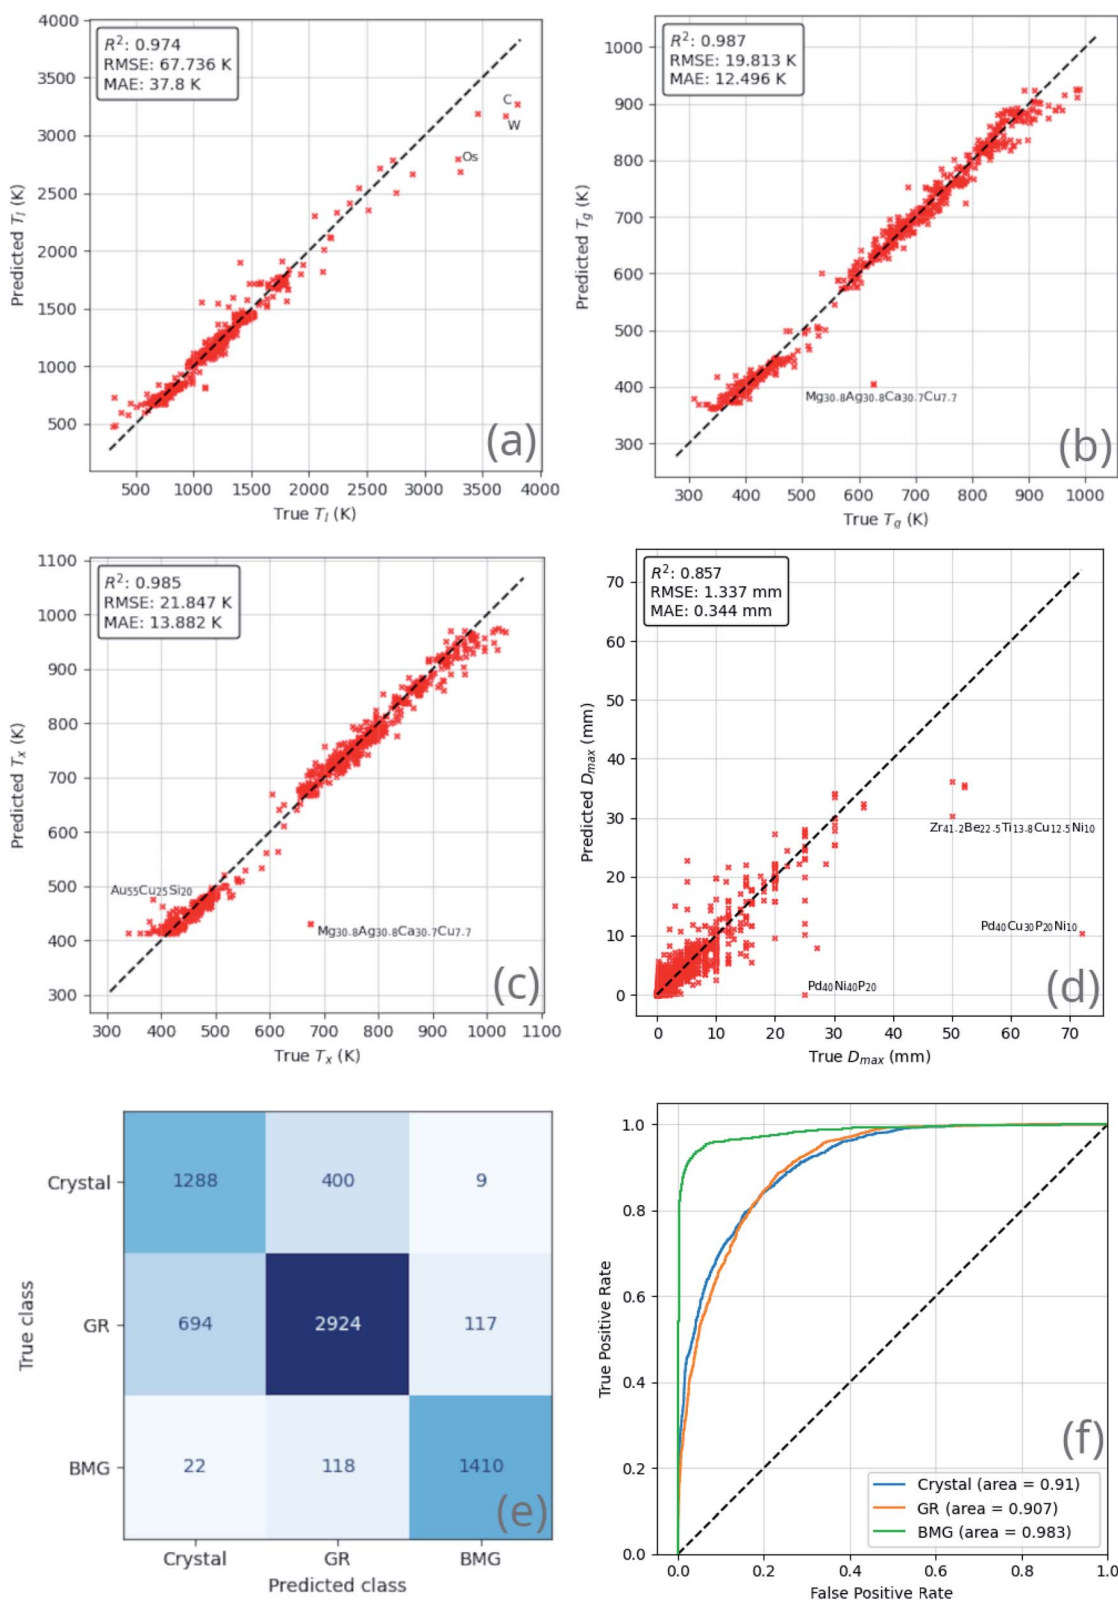 R²: 0.974
RMSE: 67.736 K
MAE: 37.8 K
C
W
Os
4000
3500
3000
2500
2000
1500
1000
500
Predicted Tₗ (K)
500 1000 1500 2000 2500 3000 3500 4000
True Tₗ (K)
(a)
R²: 0.987
RMSE: 19.813 K
MAE: 12.496 K
1000
900
800
700
600
500
400
300
Predicted T_g (K)
Mg30.8Ag30.8Ca30.7Cu7.7
300 400 500 600 700 800 900 1000
True T_g (K)
(b)
R²: 0.985
RMSE: 21.847 K
MAE: 13.882 K
1100
1000
900
800
700
600
500
400
300
Predicted Tₓ (K)
Au55Cu25Si20
Mg30.8Ag30.8Ca30.7Cu7.7
300 400 500 600 700 800 900 1000 1100
True Tₓ (K)
(c)
R²: 0.857
RMSE: 1.337 mm
MAE: 0.344 mm
70
60
50
40
30
20
10
0
Predicted D_max (mm)
Zr41.2Be22.5Ti13.8Cu12.5Ni10
Pd40Cu30P20Ni10
Pd40Ni40P20
0 10 20 30 40 50 60 70
True D_max (mm)
(d)
True class
Crystal 1288 400 9
GR 694 2924 117
BMG 22 118 1410
Crystal GR BMG
Predicted class
(e)
1.0
0.8
0.6
0.4
0.2
0.0
True Positive Rate
Crystal (area = 0.91)
GR (area = 0.907)
BMG (area = 0.983)
0.0 0.2 0.4 0.6 0.8 1.0
False Positive Rate
(f)